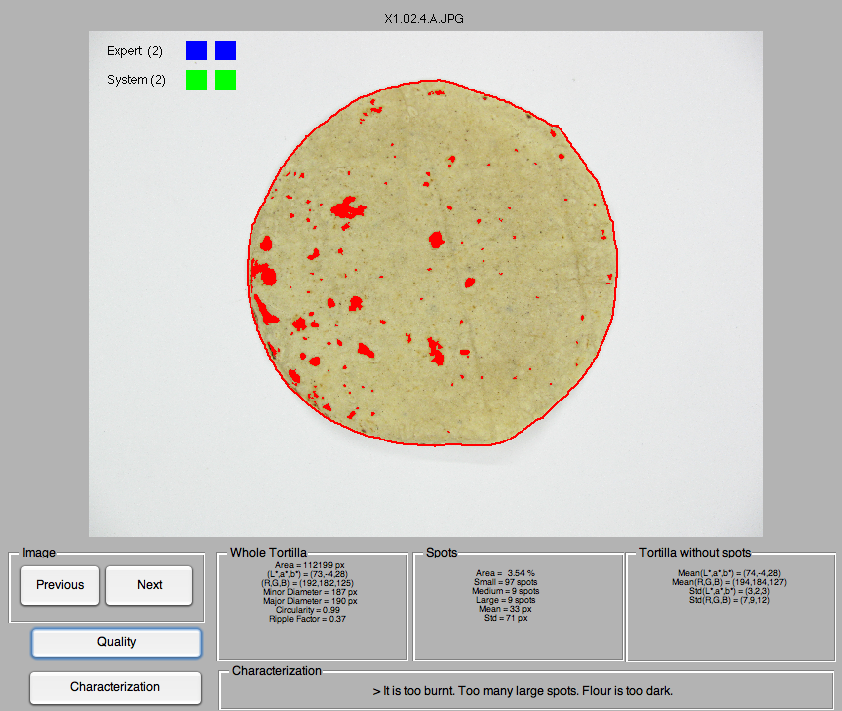 X1.02.4.A.JPG
Expert (2)
System (2)
Image
Previous
Next
Quality
Characterization
Whole Tortilla
Area = 112199 px
(L*,a*,b*) = (73,-4,28)
(R,G,B) = (192,182,125)
Minor Diameter = 187 px
Major Diameter = 190 px
Circularity = 0.99
Ripple Factor = 0.37
Spots
Area = 3.54 %
Small = 97 spots
Medium = 9 spots
Large = 9 spots
Mean = 33 px
Std = 71 px
Tortilla without spots
Mean(L*,a*,b*) = (74,-4,28)
Mean(R,G,B) = (194,184,127)
Std(L*,a*,b*) = (3,2,3)
Std(R,G,B) = (7,9,12)
Characterization
> It is too burnt. Too many large spots. Flour is too dark.